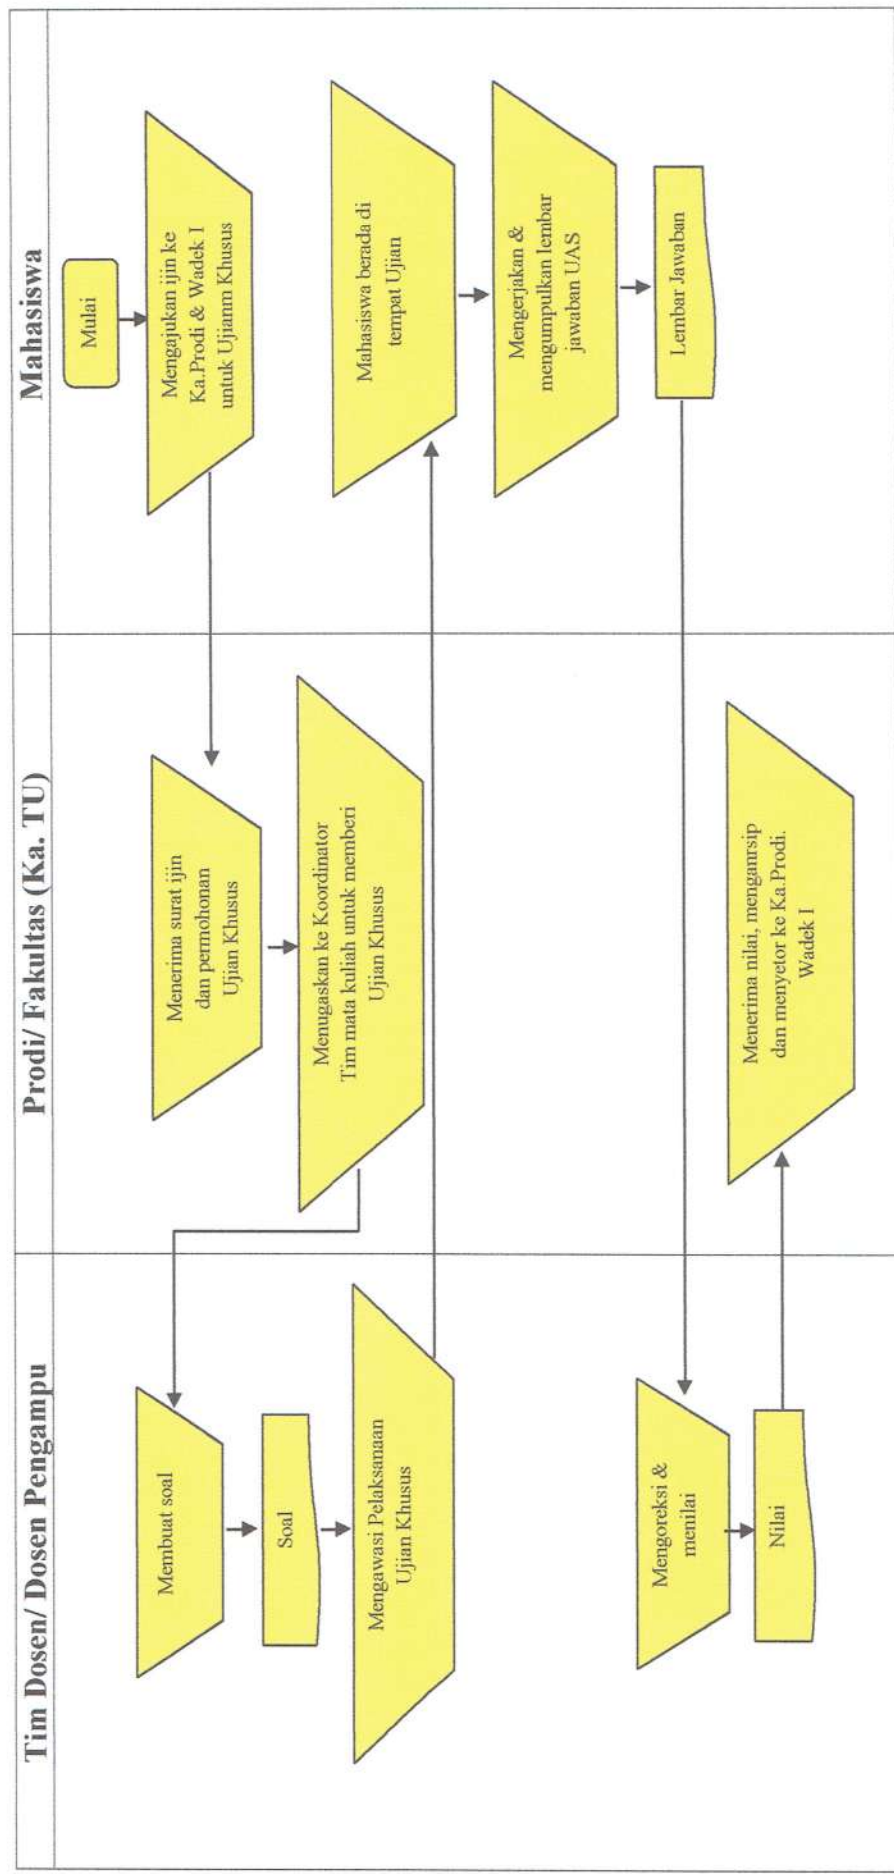 Tim Dosen/ Dosen Pengampu
Prodi/ Fakultas (Ka. TU)
Mahasiswa
Mulai
Mengajukan ijin ke
Ka.Prodi & Wadek I
untuk Ujianm Khusus
Menerima surat ijin
dan permohonan
Ujian Khusus
Menugaskan ke Koordinator
Tim mata kuliah untuk memberi
Ujian Khusus
Membuat soal
Soal
Mengawasi Pelaksanaan
Ujian Khusus
Mahasiswa berada di
tempat Ujian
Mengerjakan &
mengumpulkan lembar
jawaban UAS
Lembar Jawaban
Mengoreksi &
menilai
Nilai
Menerima nilai, menganrsip
dan menyetor ke Ka.Prodi.
Wadek I